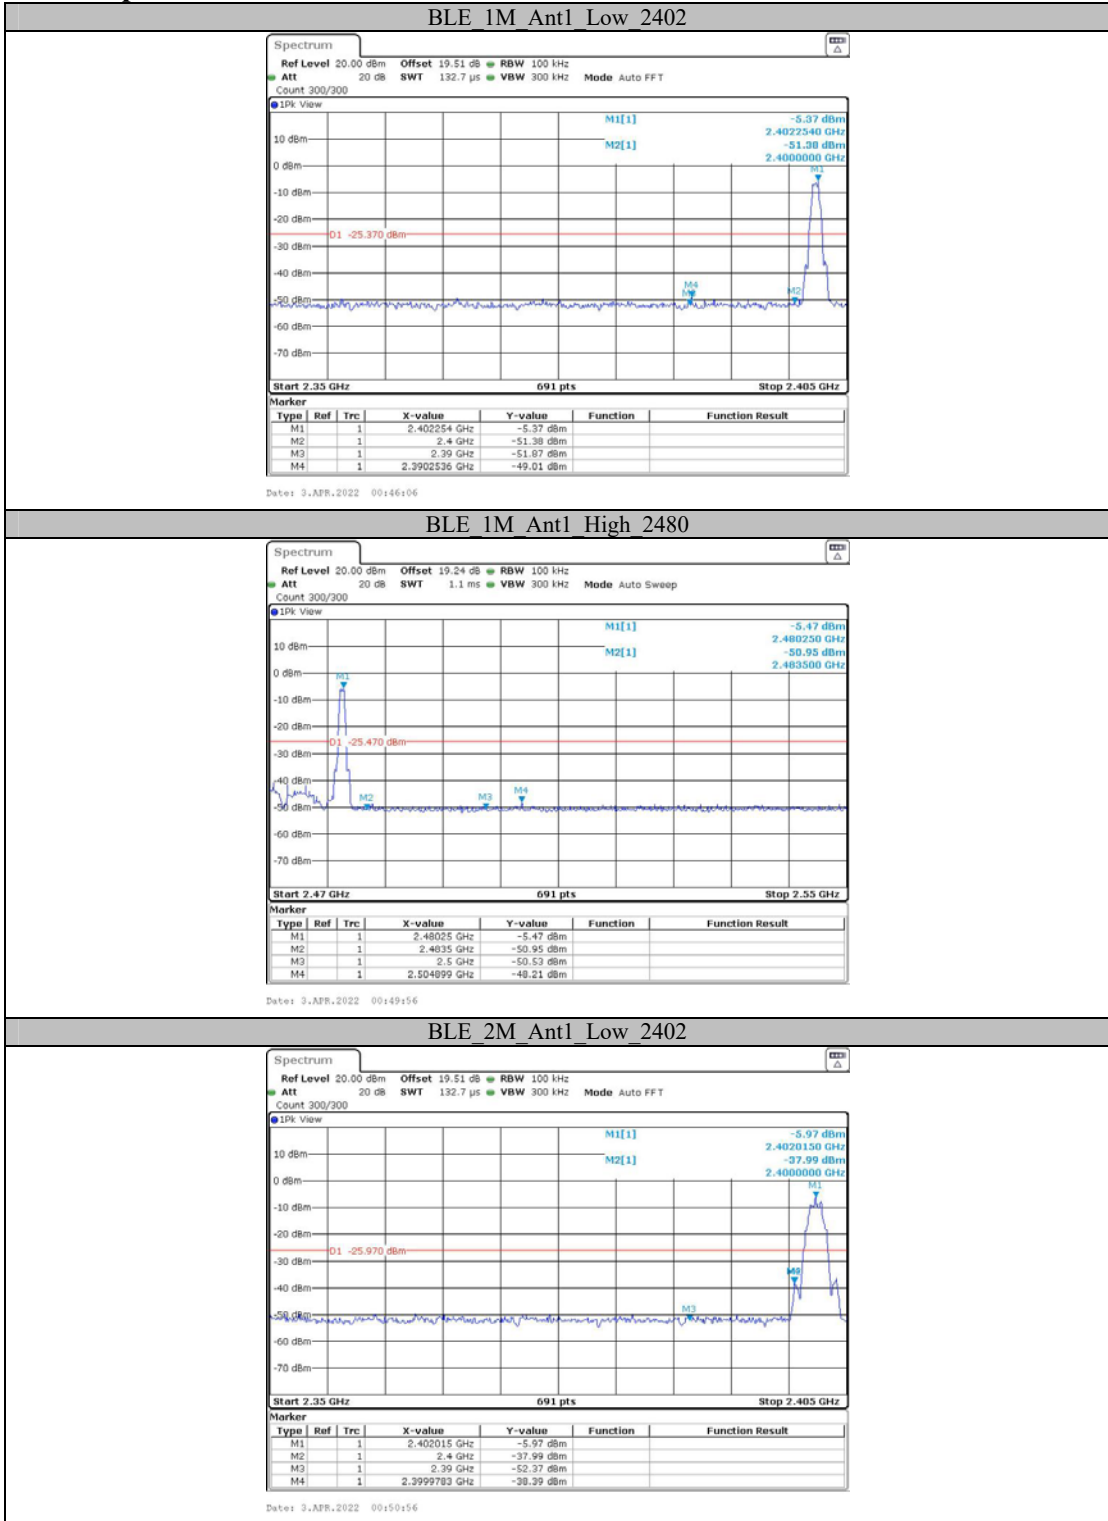 BLE_1M_Ant1_Low_2402
Spectrum
Ref Level 20.00 dBm Offset 19.51 dB RBW 100 kHz
Att 20 dB SWT 132.7 µs VBW 300 kHz Mode Auto FFT
Count 300/300
1Pk View
M1[1] -5.37 dBm
2.4022540 GHz
M2[1] -51.38 dBm
2.4000000 GHz
10 dBm
0 dBm
M1
-10 dBm
-20 dBm
D1 -25.370 dBm
-30 dBm
-40 dBm
M4
M2
-50 dBm
-60 dBm
-70 dBm
Start 2.35 GHz 691 pts Stop 2.405 GHz
Marker
Type Ref Trc X-value Y-value Function Function Result
M1 1 2.402254 GHz -5.37 dBm
M2 1 2.4 GHz -51.38 dBm
M3 1 2.39 GHz -51.87 dBm
M4 1 2.3902536 GHz -49.01 dBm
Date: 3.APR.2022 00:46:06
BLE_1M_Ant1_High_2480
Spectrum
Ref Level 20.00 dBm Offset 19.24 dB RBW 100 kHz
Att 20 dB SWT 1.1 ms VBW 300 kHz Mode Auto Sweep
Count 300/300
1Pk View
M1[1] -5.47 dBm
2.480250 GHz
M2[1] -50.95 dBm
2.483500 GHz
10 dBm
0 dBm
M1
-10 dBm
-20 dBm
D1 -25.470 dBm
-30 dBm
-40 dBm
M2 M3 M4
-50 dBm
-60 dBm
-70 dBm
Start 2.47 GHz 691 pts Stop 2.55 GHz
Marker
Type Ref Trc X-value Y-value Function Function Result
M1 1 2.48025 GHz -5.47 dBm
M2 1 2.4835 GHz -50.95 dBm
M3 1 2.5 GHz -50.53 dBm
M4 1 2.504899 GHz -48.21 dBm
Date: 3.APR.2022 00:49:56
BLE_2M_Ant1_Low_2402
Spectrum
Ref Level 20.00 dBm Offset 19.51 dB RBW 100 kHz
Att 20 dB SWT 132.7 µs VBW 300 kHz Mode Auto FFT
Count 300/300
1Pk View
M1[1] -5.97 dBm
2.4020150 GHz
M2[1] -37.99 dBm
2.4000000 GHz
10 dBm
0 dBm
M1
-10 dBm
-20 dBm
D1 -25.970 dBm
-30 dBm
-40 dBm
M3
-50 dBm
-60 dBm
-70 dBm
Start 2.35 GHz 691 pts Stop 2.405 GHz
Marker
Type Ref Trc X-value Y-value Function Function Result
M1 1 2.402015 GHz -5.97 dBm
M2 1 2.4 GHz -37.99 dBm
M3 1 2.39 GHz -52.37 dBm
M4 1 2.3999783 GHz -38.39 dBm
Date: 3.APR.2022 00:50:56